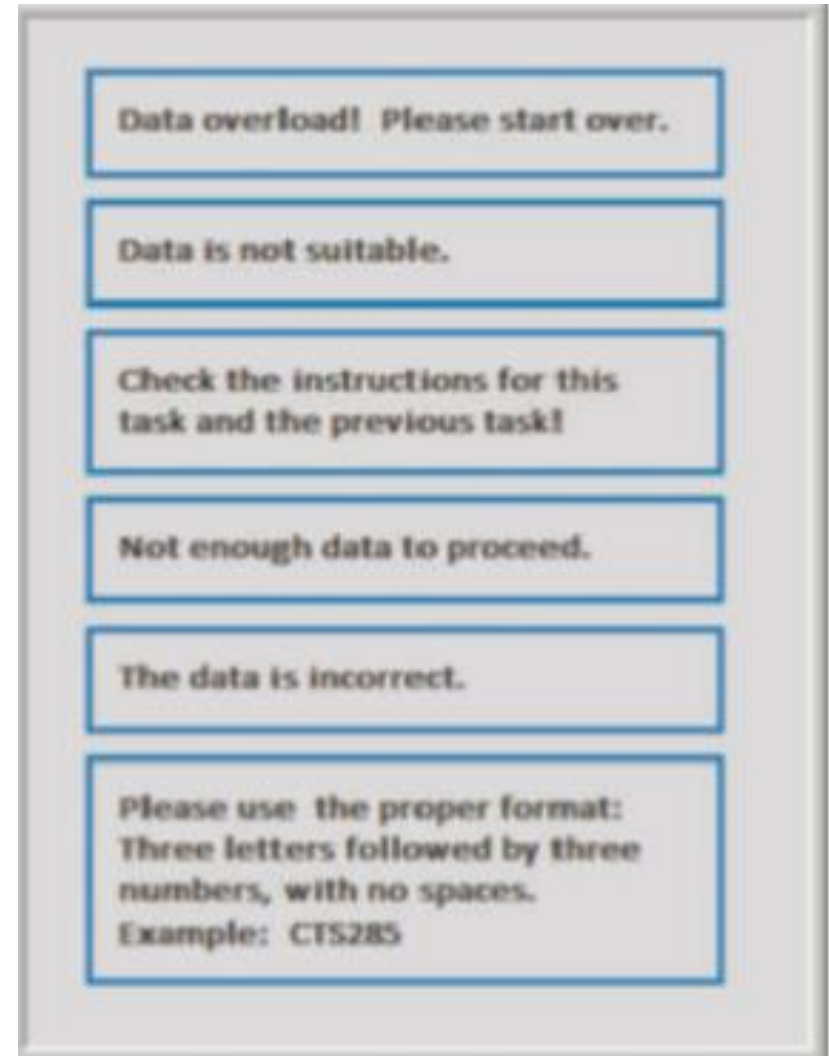 Data overload!  Please start over.
Data is not suitable.
Check the instructions for this
task and the previous task!
Not enough data to proceed.
The data is incorrect.
Please use  the proper format:
Three letters followed by three
numbers, with no spaces.
Example:  CTS285